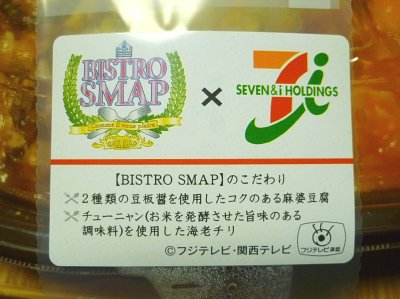 BISTRO
SMAP
×
7i
SEVEN&i HOLDINGS
【BISTRO SMAP】のこだわり
2種類の豆板醤を使用したコクのある麻婆豆腐
チューニャン(お米を発酵させた旨味のある
調味料)を使用した海老チリ
©フジテレビ・関西テレビ
フジテレビ承認